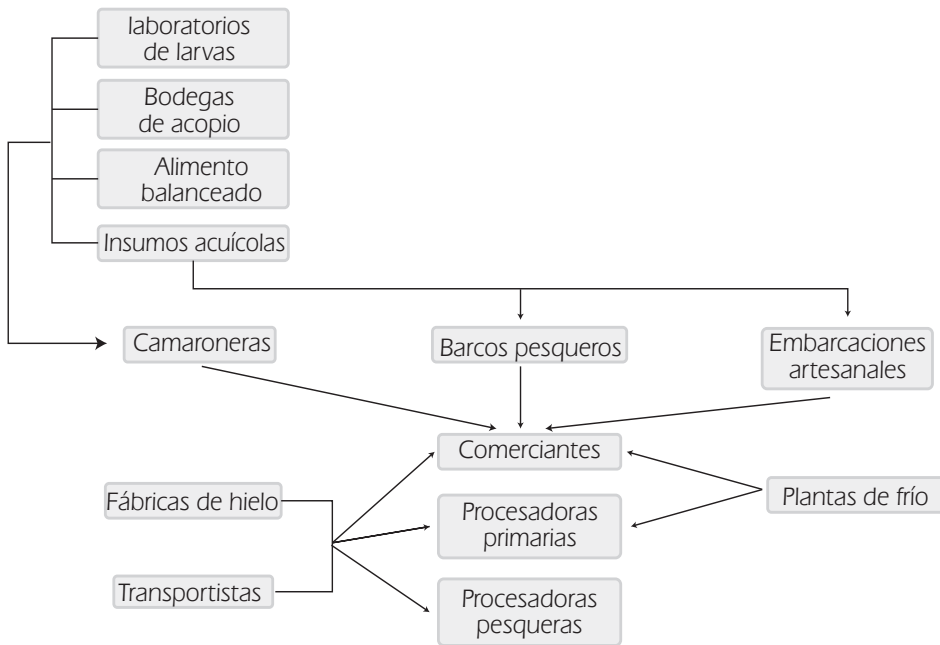 laboratorios
de larvas
Bodegas
de acopio
Alimento
balanceado
Insumos acuícolas
Camaroneras
Barcos pesqueros
Embarcaciones
artesanales
Comerciantes
Fábricas de hielo
Procesadoras
primarias
Plantas de frío
Transportistas
Procesadoras
pesqueras